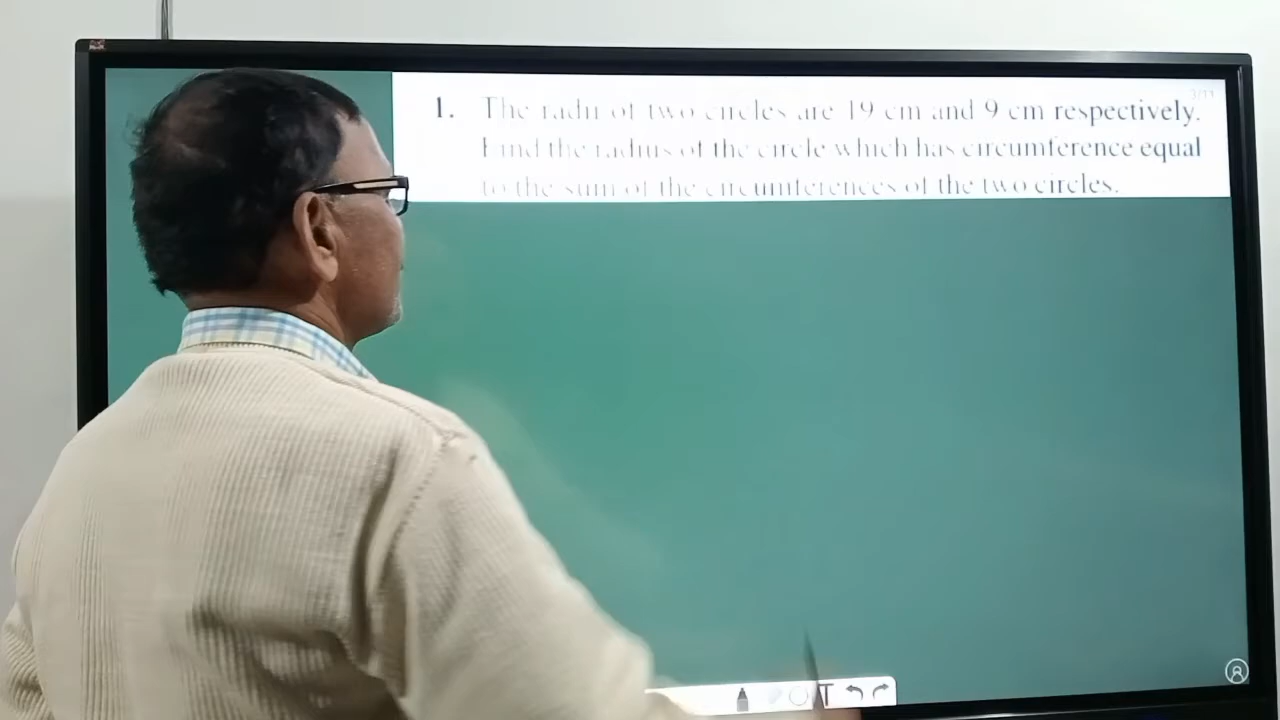 1. The radii of two circles are 19 cm and 9 cm respectively.
Find the radius of the circle which has circumference equal
to the sum of the circumferences of the two circles.
T